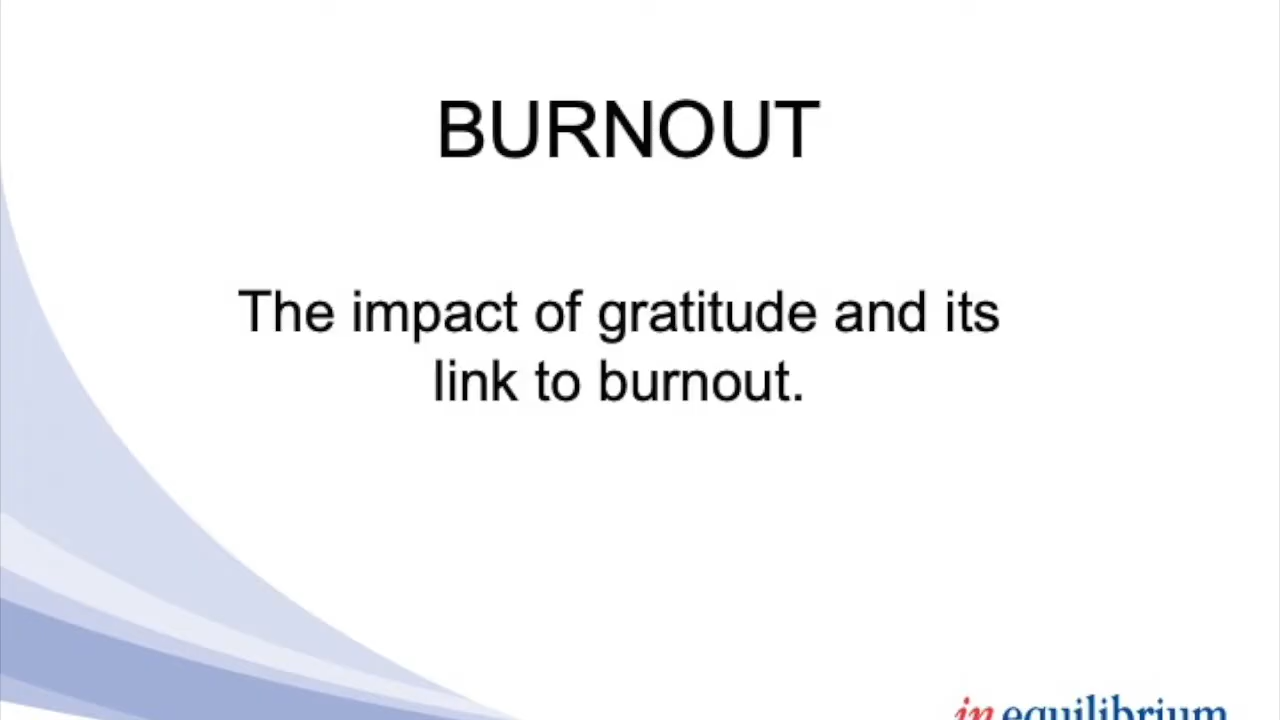 BURNOUT
The impact of gratitude and its
link to burnout.
in equilibrium